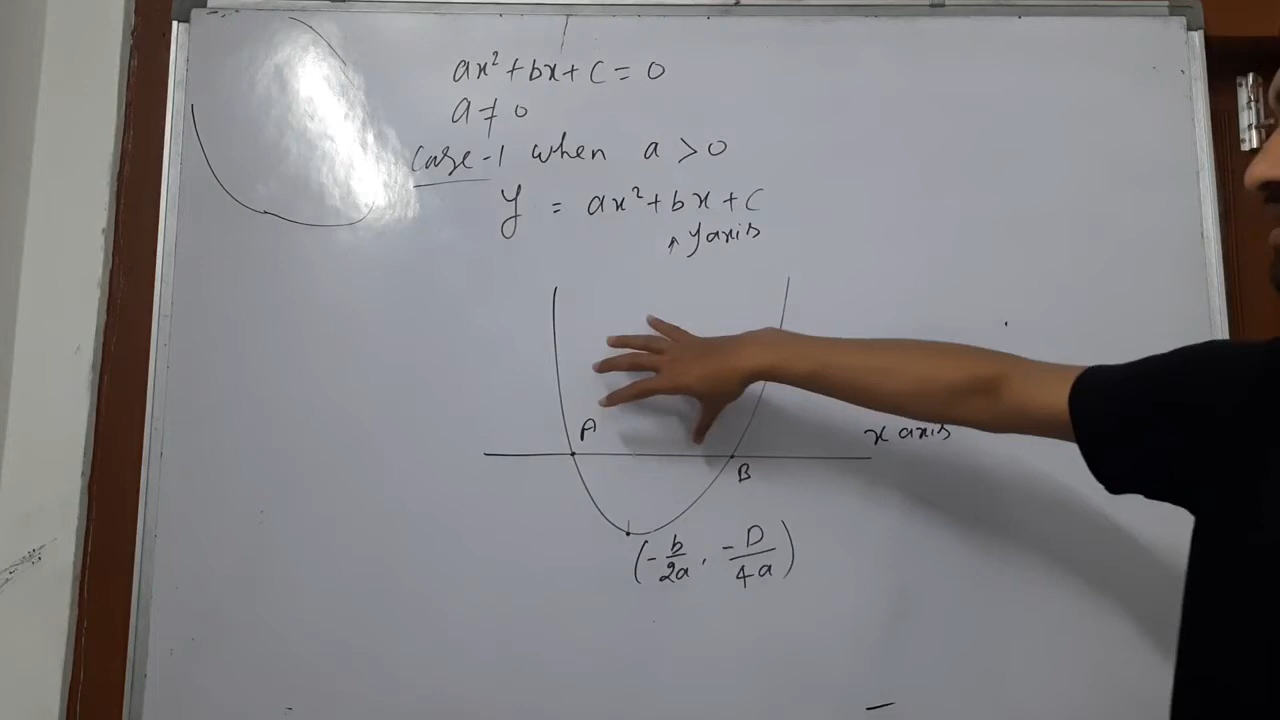 ax² + bx + c = 0
a ≠ 0
Case-1 when a > 0
y = ax² + bx + c
↑ y axis
A
x axis
B
(-b/2a, -D/4a)